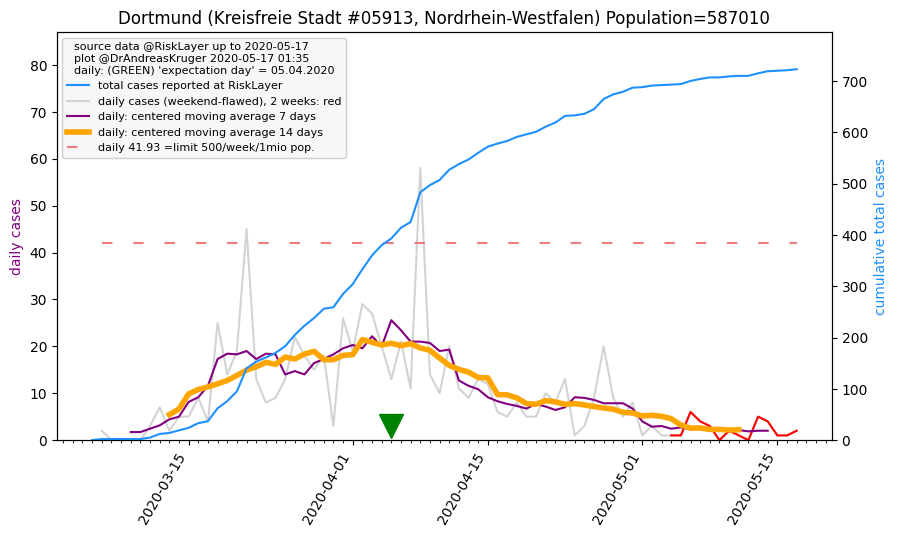 Dortmund (Kreisfreie Stadt #05913, Nordrhein-Westfalen) Population=587010
source data @RiskLayer up to 2020-05-17
plot @DrAndreasKruger 2020-05-17 01:35
daily: (GREEN) 'expectation day' = 05.04.2020
total cases reported at RiskLayer
daily cases (weekend-flawed), 2 weeks: red
daily: centered moving average 7 days
daily: centered moving average 14 days
daily 41.93 =limit 500/week/1mio pop.
daily cases
80
70
60
50
40
30
20
10
0
cumulative total cases
700
600
500
400
300
200
100
0
2020-03-15
2020-04-01
2020-04-15
2020-05-01
2020-05-15